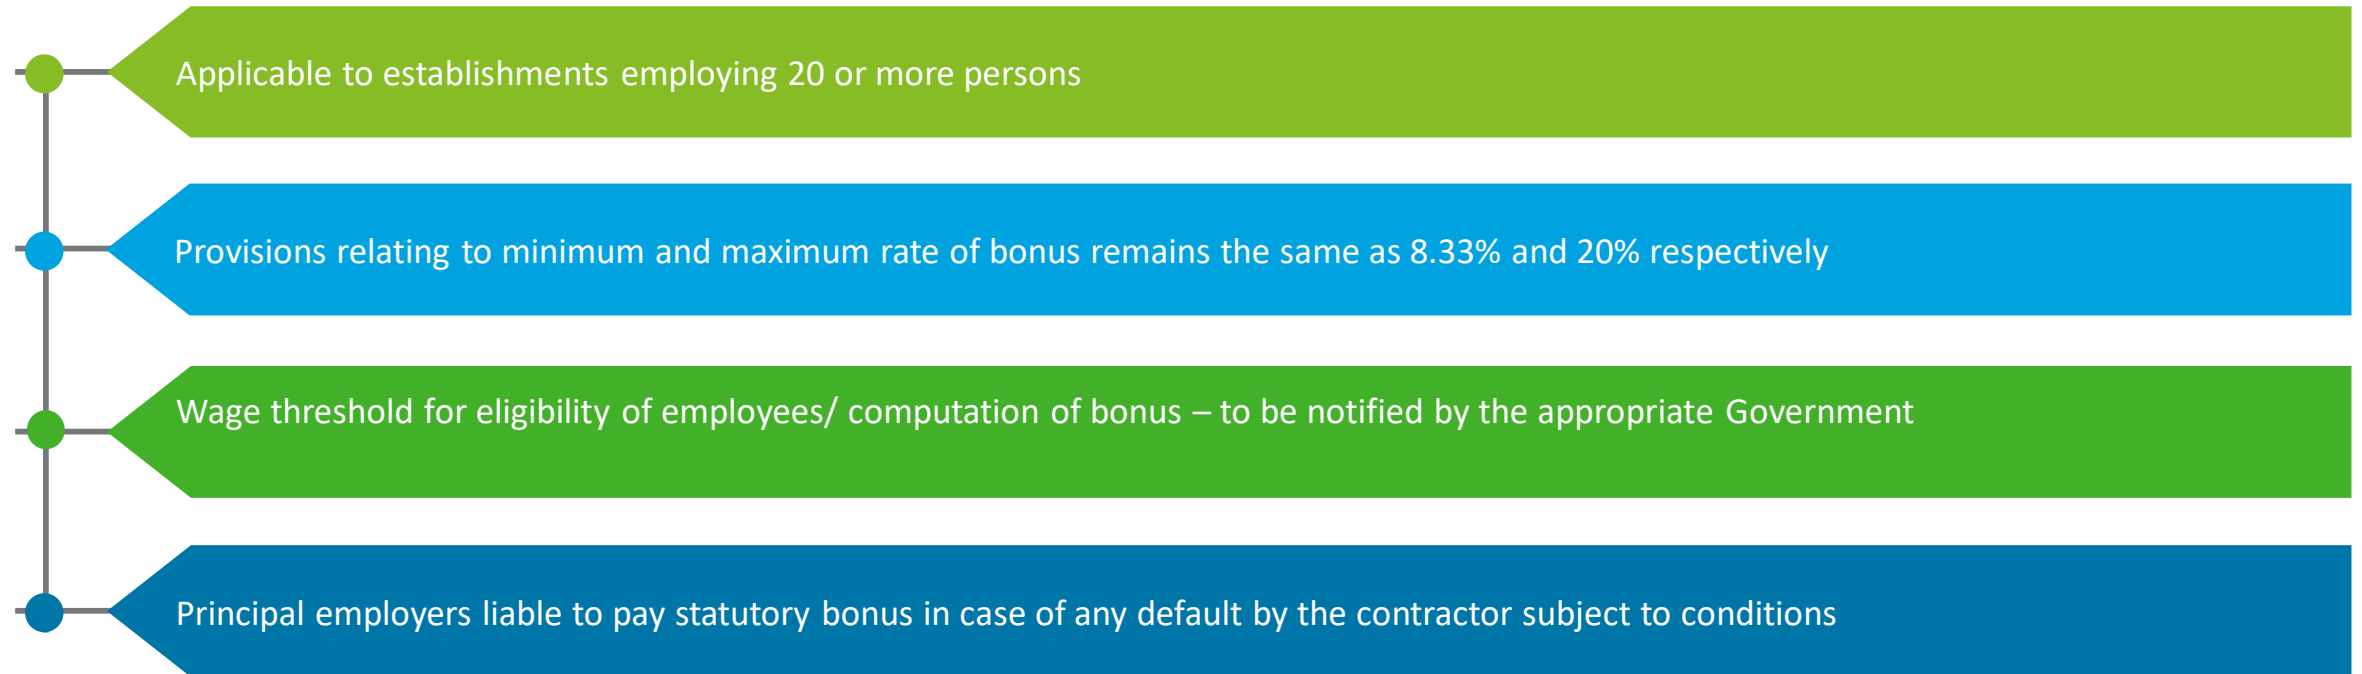 Applicable to establishments employing 20 or more persons
Provisions relating to minimum and maximum rate of bonus remains the same as 8.33% and 20% respectively
Wage threshold for eligibility of employees/ computation of bonus – to be notified by the appropriate Government
Principal employers liable to pay statutory bonus in case of any default by the contractor subject to conditions